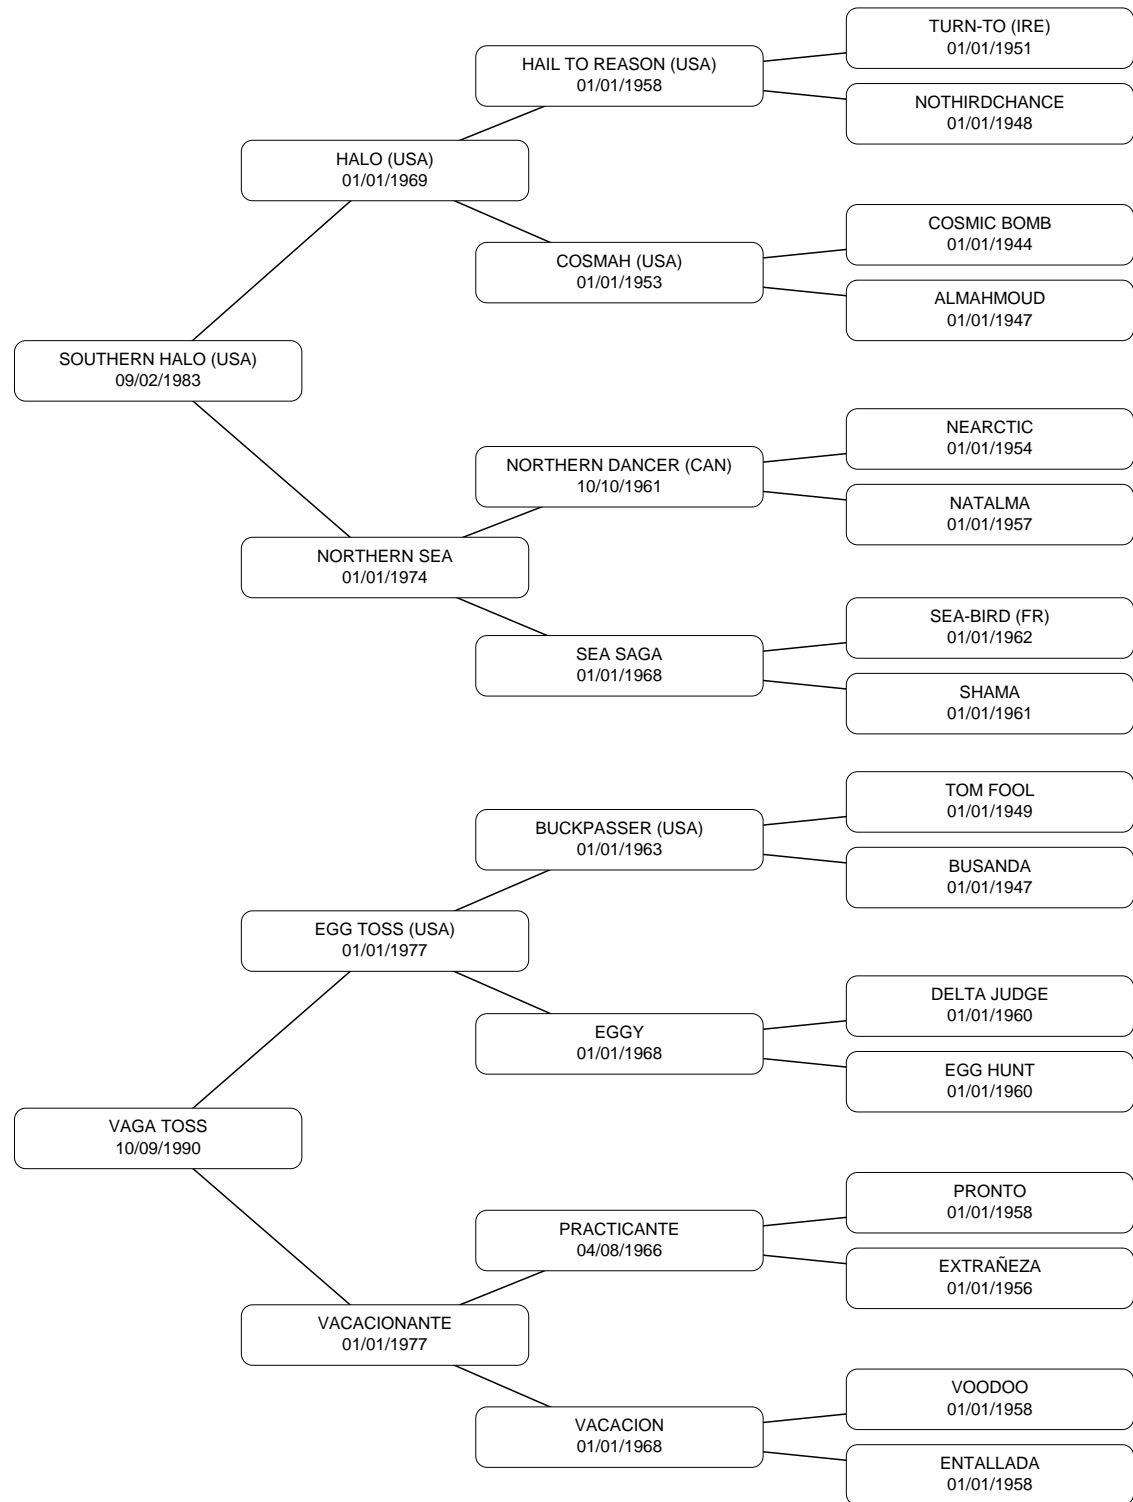 TURN-TO (IRE)
01/01/1951
HAIL TO REASON (USA)
01/01/1958
NOTHIRDCHANCE
01/01/1948
HALO (USA)
01/01/1969
COSMIC BOMB
01/01/1944
COSMAH (USA)
01/01/1953
ALMAHMOUD
01/01/1947
SOUTHERN HALO (USA)
09/02/1983
NEARCTIC
01/01/1954
NORTHERN DANCER (CAN)
10/10/1961
NATALMA
01/01/1957
NORTHERN SEA
01/01/1974
SEA-BIRD (FR)
01/01/1962
SEA SAGA
01/01/1968
SHAMA
01/01/1961
TOM FOOL
01/01/1949
BUCKPASSER (USA)
01/01/1963
BUSANDA
01/01/1947
EGG TOSS (USA)
01/01/1977
DELTA JUDGE
01/01/1960
EGGY
01/01/1968
EGG HUNT
01/01/1960
VAGA TOSS
10/09/1990
PRONTO
01/01/1958
PRACTICANTE
04/08/1966
EXTRAÑEZA
01/01/1956
VACACIONANTE
01/01/1977
VOODOO
01/01/1958
VACACION
01/01/1968
ENTALLADA
01/01/1958